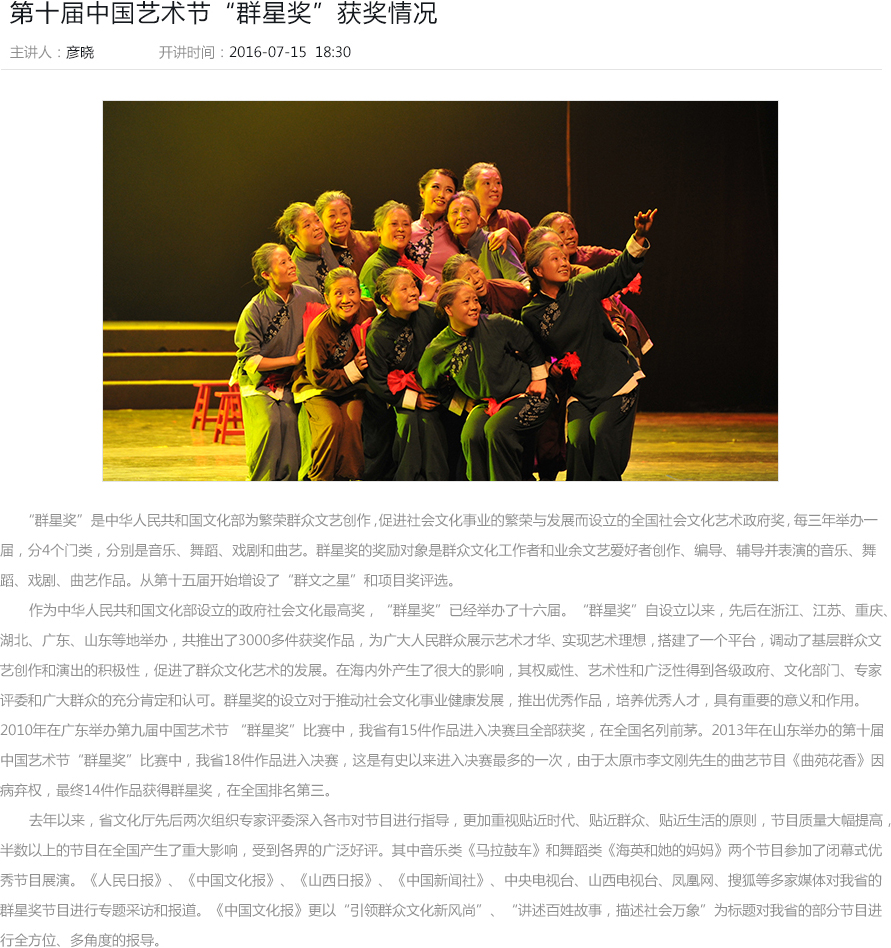 第十届中国艺术节“群星奖”获奖情况
主讲人：彦晓 开讲时间：2016-07-15 18:30
“群星奖”是中华人民共和国文化部为繁荣群众文艺创作，促进社会文化事业的繁荣与发展而设立的全国社会文化艺术政府奖，每三年举办一
届，分4个门类，分别是音乐、舞蹈、戏剧和曲艺。群星奖的奖励对象是群众文化工作者和业余文艺爱好者创作、编导、辅导并表演的音乐、舞
蹈、戏剧、曲艺作品。从第十五届开始增设了“群文之星”和项目奖评选。
作为中华人民共和国文化部设立的政府社会文化最高奖，“群星奖”已经举办了十六届。“群星奖”自设立以来，先后在浙江、江苏、重庆、
湖北、广东、山东等地举办，共推出了3000多件获奖作品，为广大人民群众展示艺术才华、实现艺术理想，搭建了一个平台，调动了基层群众文
艺创作和演出的积极性，促进了群众文化艺术的发展。在海内外产生了很大的影响，其权威性、艺术性和广泛性得到各级政府、文化部门、专家
评委和广大群众的充分肯定和认可。群星奖的设立对于推动社会文化事业健康发展，推出优秀作品，培养优秀人才，具有重要的意义和作用。
2010年在广东举办第九届中国艺术节 “群星奖”比赛中，我省有15件作品进入决赛且全部获奖，在全国名列前茅。2013年在山东举办的第十届
中国艺术节“群星奖”比赛中，我省18件作品进入决赛，这是有史以来进入决赛最多的一次，由于太原市李文刚先生的曲艺节目《曲苑花香》因
病弃权，最终14件作品获得群星奖，在全国排名第三。
去年以来，省文化厅先后两次组织专家评委深入各市对节目进行指导，更加重视贴近时代、贴近群众、贴近生活的原则，节目质量大幅提高，
半数以上的节目在全国产生了重大影响，受到各界的广泛好评。其中音乐类《马拉鼓车》和舞蹈类《海英和她的妈妈》两个节目参加了闭幕式优
秀节目展演。《人民日报》、《中国文化报》、《山西日报》、《中国新闻社》、中央电视台、山西电视台、凤凰网、搜狐等多家媒体对我省的
群星奖节目进行专题采访和报道。《中国文化报》更以“引领群众文化新风尚”、“讲述百姓故事，描述社会万象”为标题对我省的部分节目进
行全方位、多角度的报导。